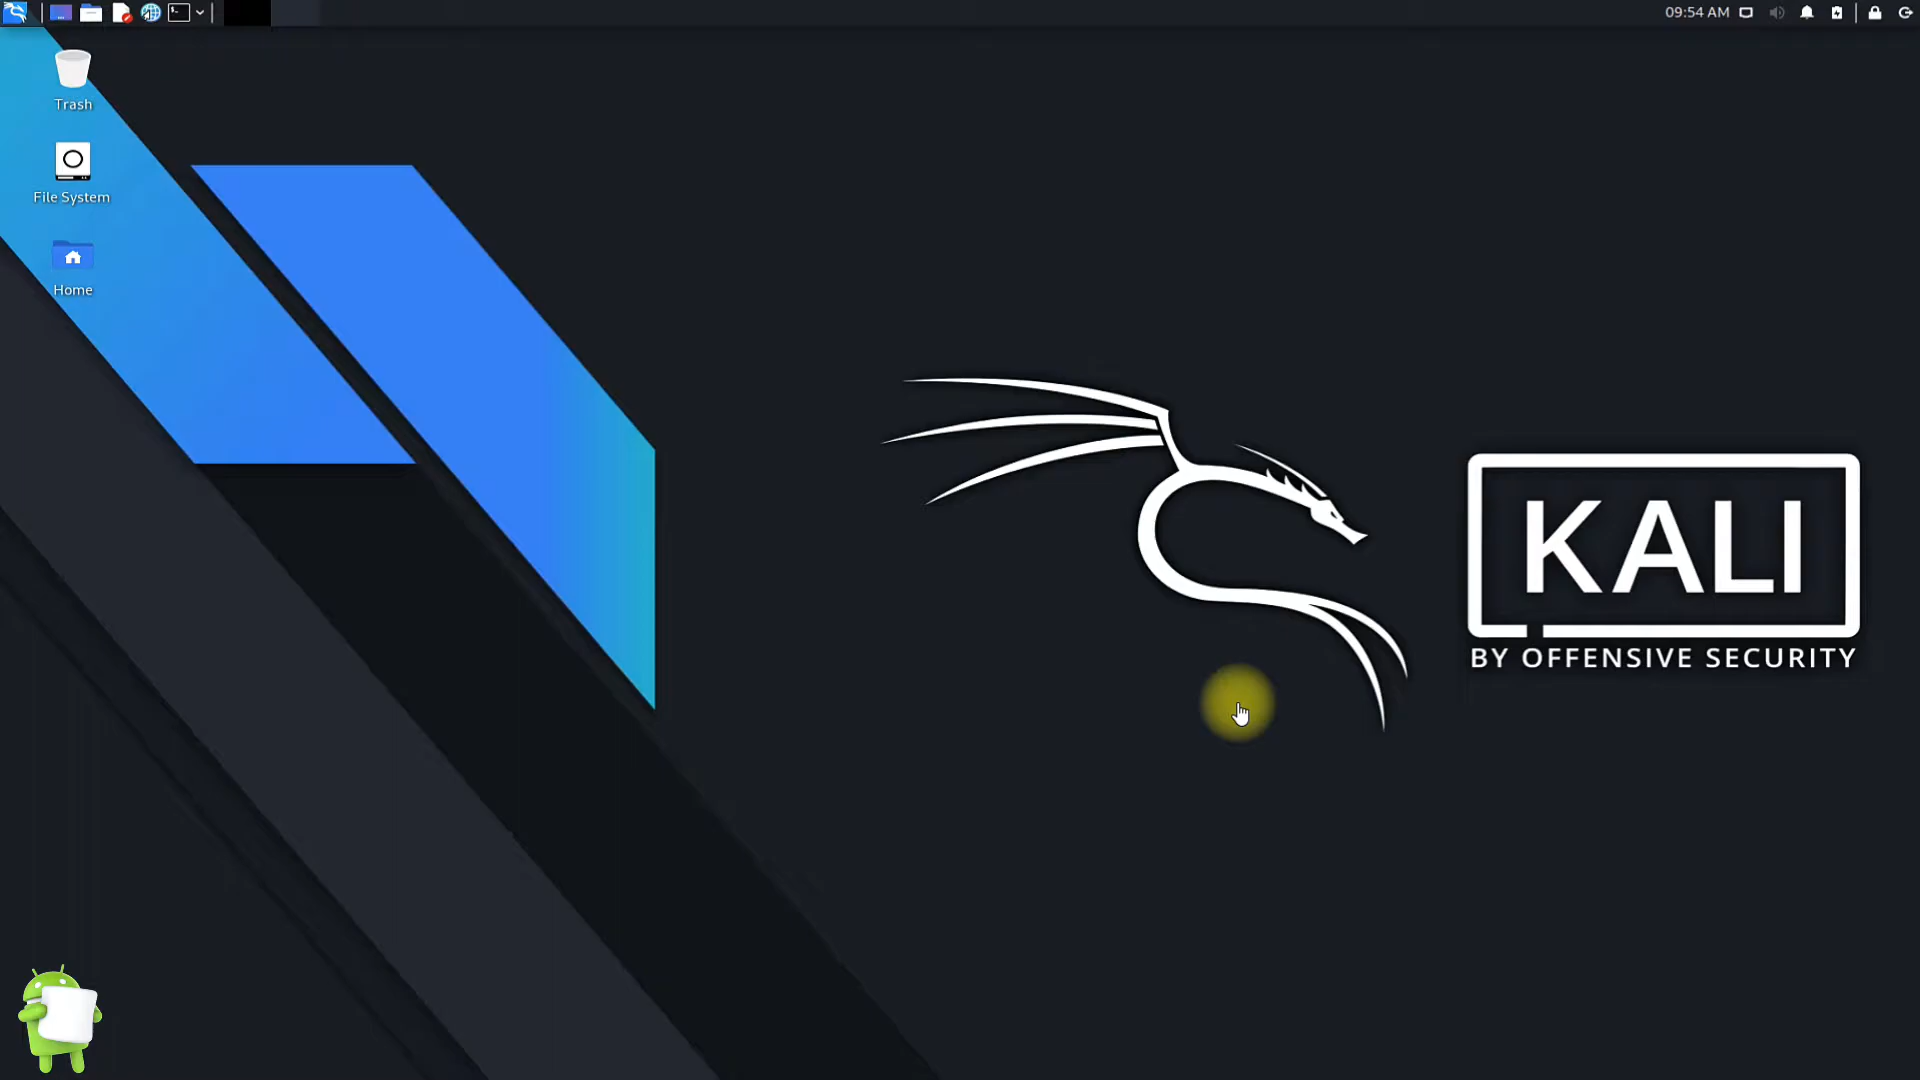 09:54 AM
Trash
File System
Home
KALI
BY OFFENSIVE SECURITY